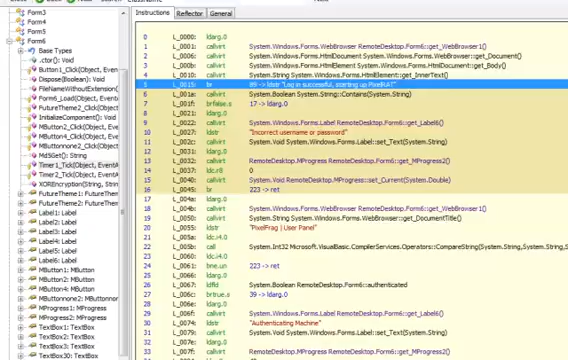 Instructions Reflector General
Form3
Form4
Form5
Form6
Base Types
.ctor() : Void
Dispose(Boolean) : Void
Button1_Click(Object, Event
FileNameWithoutExtension(
Form6_Load(Object, EventA
FutureTheme2_Click(Object
InitializeComponent() : Void
MButton2_Click(Object, Eve
MButton4_Click(Object, Eve
MButtonnone2_Click(Object,
Md5Get() : String
Timer1_Tick(Object, EventA
Timer2_Tick(Object, EventA
XOREncryption(String, String
FutureTheme1 : FutureThe
FutureTheme2 : FutureThe
Label1: Label
Label2: Label
Label3: Label
Label4: Label
Label5: Label
Label6: Label
MButton1 : MButton
MButton2 : MButton
MButton4 : MButton
MButtonnone2 : MButtonno
MProgress1 : MProgress
MProgress2 : MProgress
TextBox1 : TextBox
TextBox2 : TextBox
TextBox3 : TextBox
TextBox30: TextBox
0 L_0000: ldarg.0
1 L_0001: callvirt System.Windows.Forms.WebBrowser RemoteDesktop.Form6::get_WebBrowser1()
2 L_0006: callvirt System.Windows.Forms.HtmlDocument System.Windows.Forms.WebBrowser::get_Document()
3 L_000b: callvirt System.Windows.Forms.HtmlElement System.Windows.Forms.HtmlDocument::get_Body()
4 L_0010: callvirt System.String System.Windows.Forms.HtmlElement::get_InnerText()
5 L_0015: br 89 -> ldstr "Log in successful, starting up PixelRAT"
6 L_001a: callvirt System.Boolean System.String::Contains(System.String)
7 L_001f: brfalse.s 17 -> ldarg.0
8 L_0021: ldarg.0
9 L_0022: callvirt System.Windows.Forms.Label RemoteDesktop.Form6::get_Label6()
10 L_0027: ldstr "Incorrect username or password"
11 L_002c: callvirt System.Void System.Windows.Forms.Label::set_Text(System.String)
12 L_0031: ldarg.0
13 L_0032: callvirt RemoteDesktop.MProgress RemoteDesktop.Form6::get_MProgress2()
14 L_0037: ldc.r8 0
15 L_0040: callvirt System.Void RemoteDesktop.MProgress::set_Current(System.Double)
16 L_0045: br 223 -> ret
17 L_004a: ldarg.0
18 L_004b: callvirt System.Windows.Forms.WebBrowser RemoteDesktop.Form6::get_WebBrowser1()
19 L_0050: callvirt System.String System.Windows.Forms.WebBrowser::get_DocumentTitle()
20 L_0055: ldstr "PixelFrag | User Panel"
21 L_005a: ldc.i4.0
22 L_005b: call System.Int32 Microsoft.VisualBasic.CompilerServices.Operators::CompareString(System.String,System.String,S
23 L_0060: ldc.i4.0
24 L_0061: bne.un 223 -> ret
25 L_0066: ldarg.0
26 L_0067: ldfld System.Boolean RemoteDesktop.Form6::authenticated
27 L_006c: brtrue.s 39 -> ldarg.0
28 L_006e: ldarg.0
29 L_006f: callvirt System.Windows.Forms.Label RemoteDesktop.Form6::get_Label6()
30 L_0074: ldstr "Authenticating Machine"
31 L_0079: callvirt System.Void System.Windows.Forms.Label::set_Text(System.String)
32 L_007e: ldarg.0
33 L_007f: callvirt RemoteDesktop.MProgress RemoteDesktop.Form6::get_MProgress2()